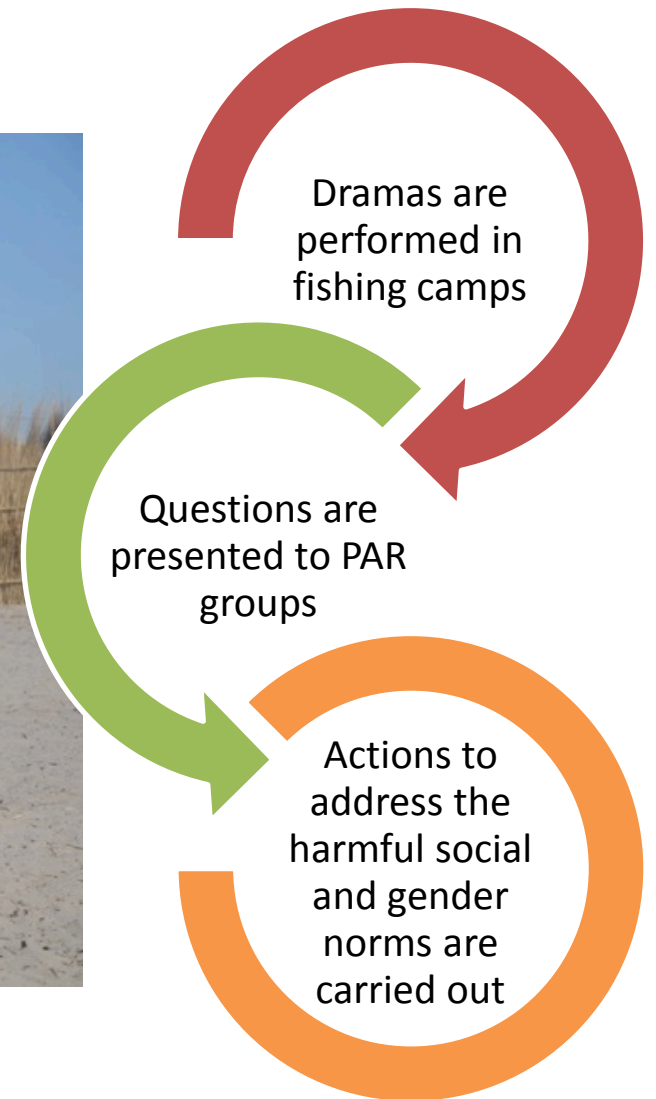 Dramas are
performed in
fishing camps
Questions are
presented to PAR
groups
Actions to
address the
harmful social
and gender
norms are
carried out